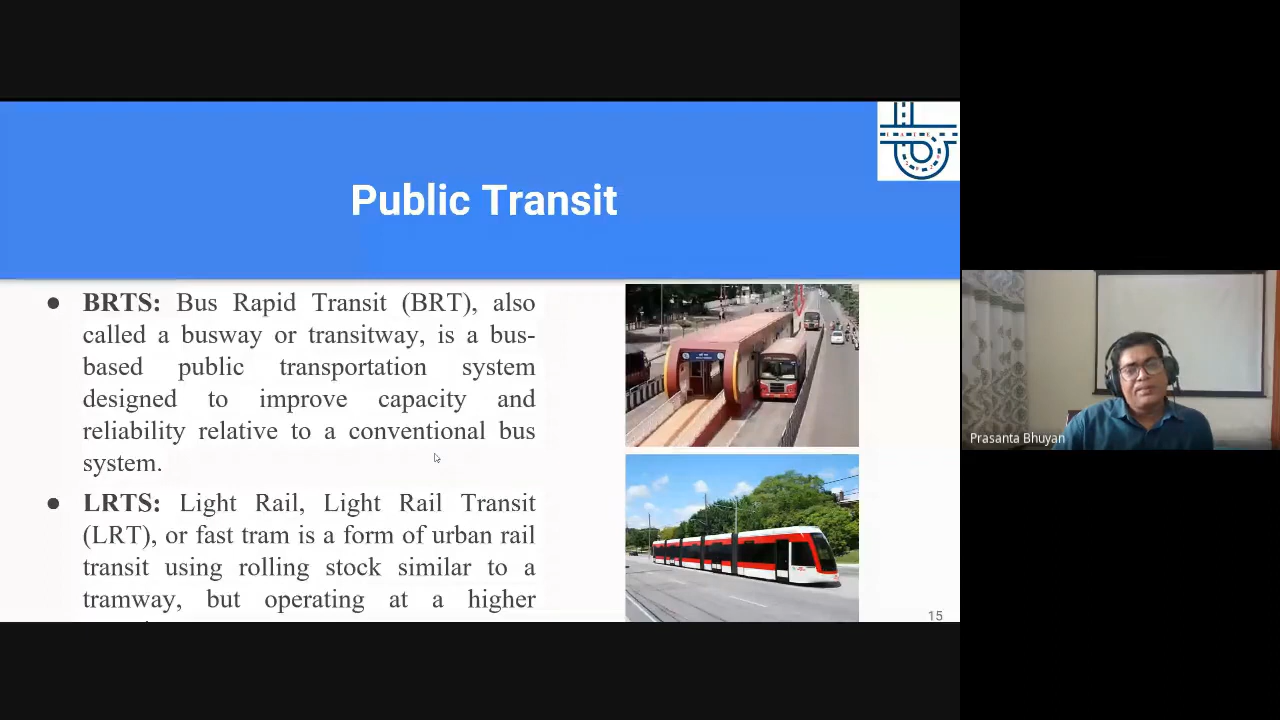 Public Transit
● BRTS: Bus Rapid Transit (BRT), also
called a busway or transitway, is a bus-
based public transportation system
designed to improve capacity and
reliability relative to a conventional bus
system.
● LRTS: Light Rail, Light Rail Transit
(LRT), or fast tram is a form of urban rail
transit using rolling stock similar to a
tramway, but operating at a higher
15
Prasanta Bhuyan